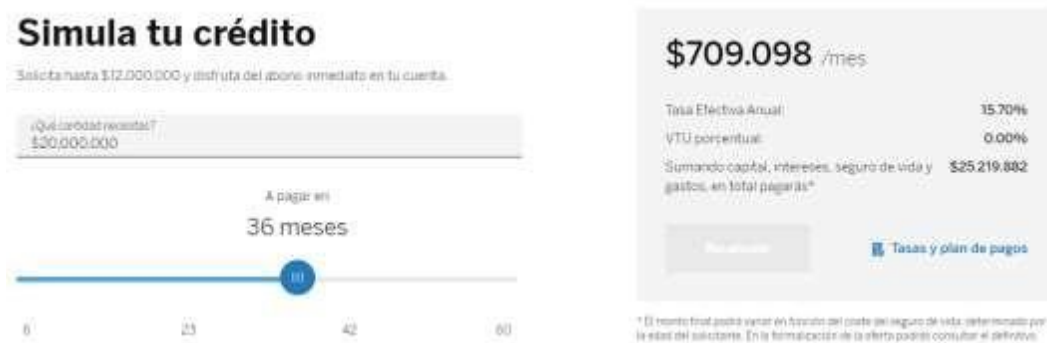 Simula tu crédito
Solicita hasta $12.000.000 y disfruta del abono inmediato en tu cuenta.
¿Qué cantidad necesitas?
$20.000.000
A pagar en
36 meses
6 23 42 60
$709.098 /mes
Tasa Efectiva Anual: 15.70%
VTU porcentual: 0.00%
Sumando capital, intereses, seguro de vida y $25.219.882
gastos, en total pagarás*
Tasas y plan de pagos
* El monto final podrá variar en función del coste del seguro de vida, determinado por
la edad del solicitante. En la formalización de la oferta podrás consultar el definitivo.